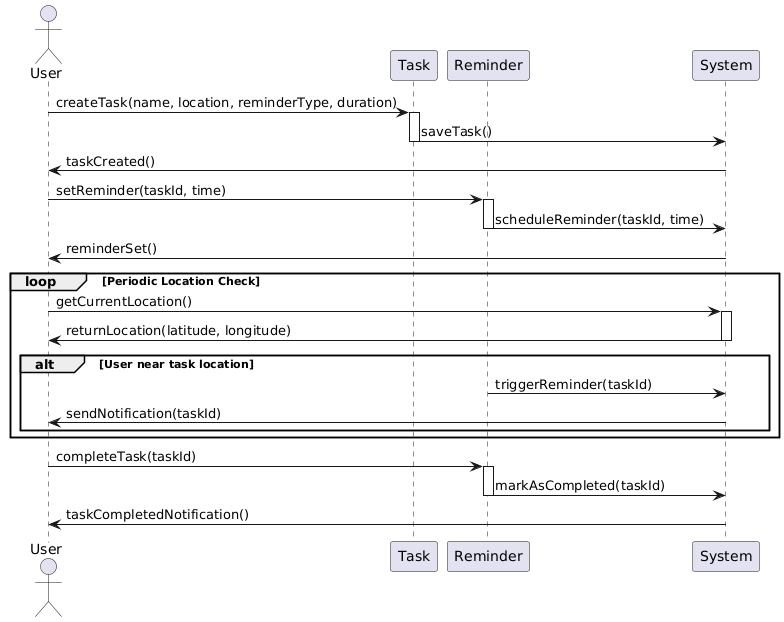 User
Task
Reminder
System
createTask(name, location, reminderType, duration)
saveTask()
taskCreated()
setReminder(taskId, time)
scheduleReminder(taskId, time)
reminderSet()
loop [Periodic Location Check]
getCurrentLocation()
returnLocation(latitude, longitude)
alt [User near task location]
triggerReminder(taskId)
sendNotification(taskId)
completeTask(taskId)
markAsCompleted(taskId)
taskCompletedNotification()
User
Task
Reminder
System